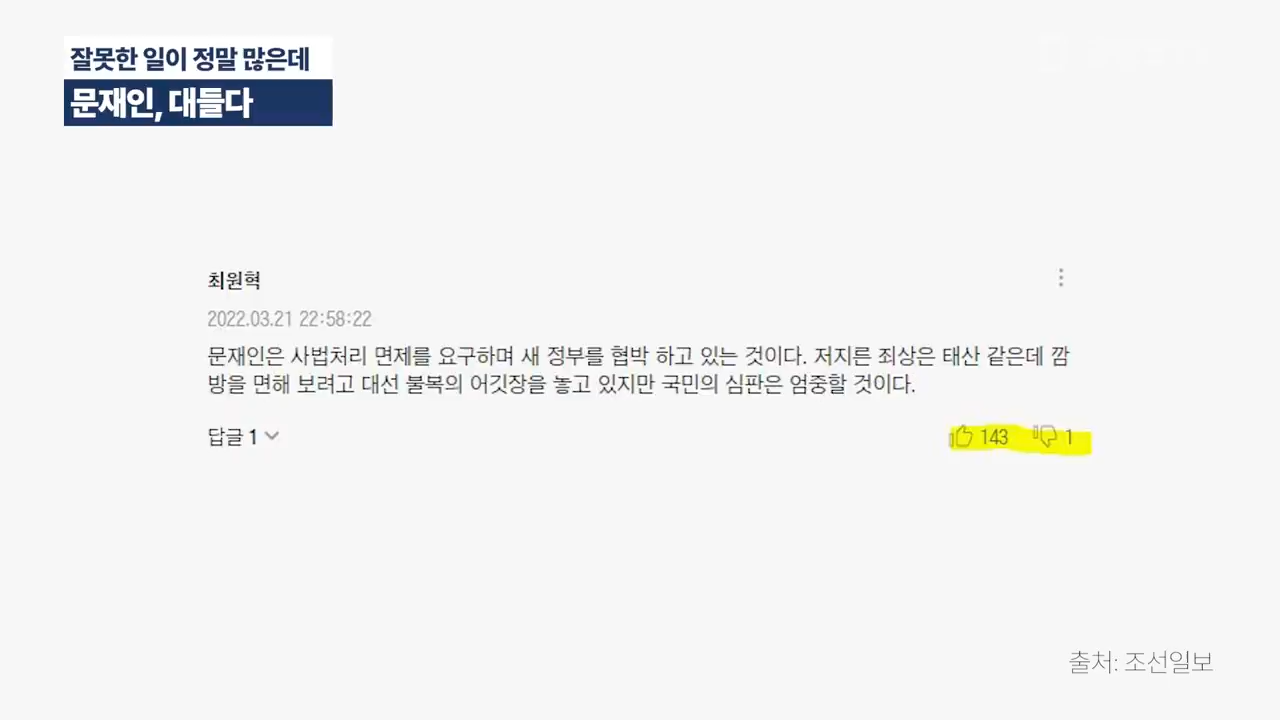 잘못한 일이 정말 많은데
문재인, 대들다
최원혁
2022.03.21 22:58:22
문재인은 사법처리 면제를 요구하며 새 정부를 협박 하고 있는 것이다. 저지른 죄상은 태산 같은데 깜
방을 면해 보려고 대선 불복의 어깃장을 놓고 있지만 국민의 심판은 엄중할 것이다.
답글 1
143 1
출처: 조선일보